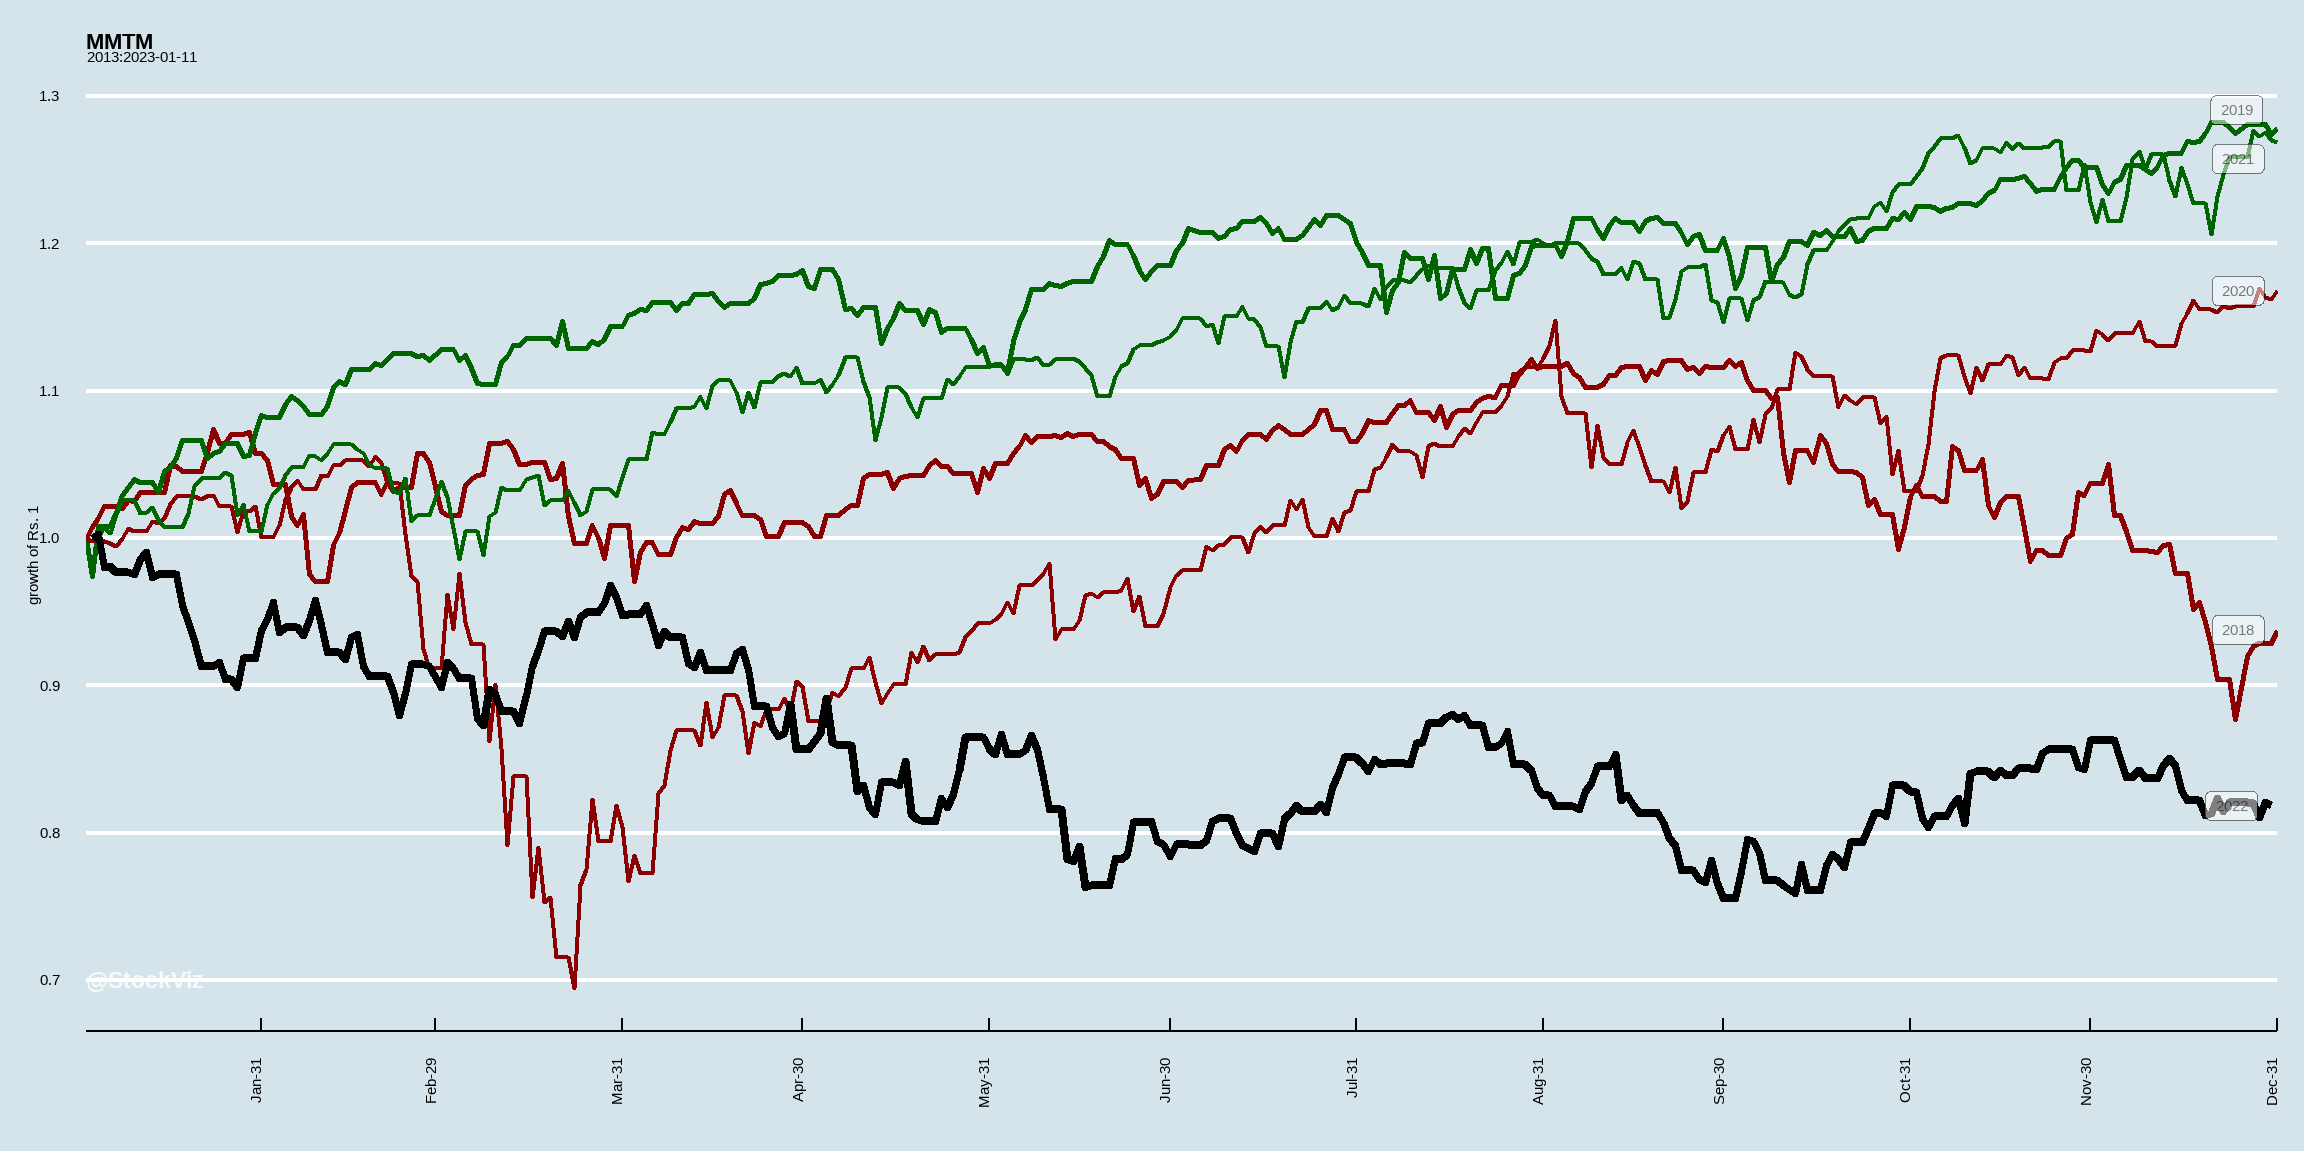 MMTM
2013:2023-01-11
growth of Rs. 1
1.3
1.2
1.1
1.0
0.9
0.8
0.7
2019
2021
2020
2018
2022
@StockViz
Jan-31
Feb-29
Mar-31
Apr-30
May-31
Jun-30
Jul-31
Aug-31
Sep-30
Oct-31
Nov-30
Dec-31